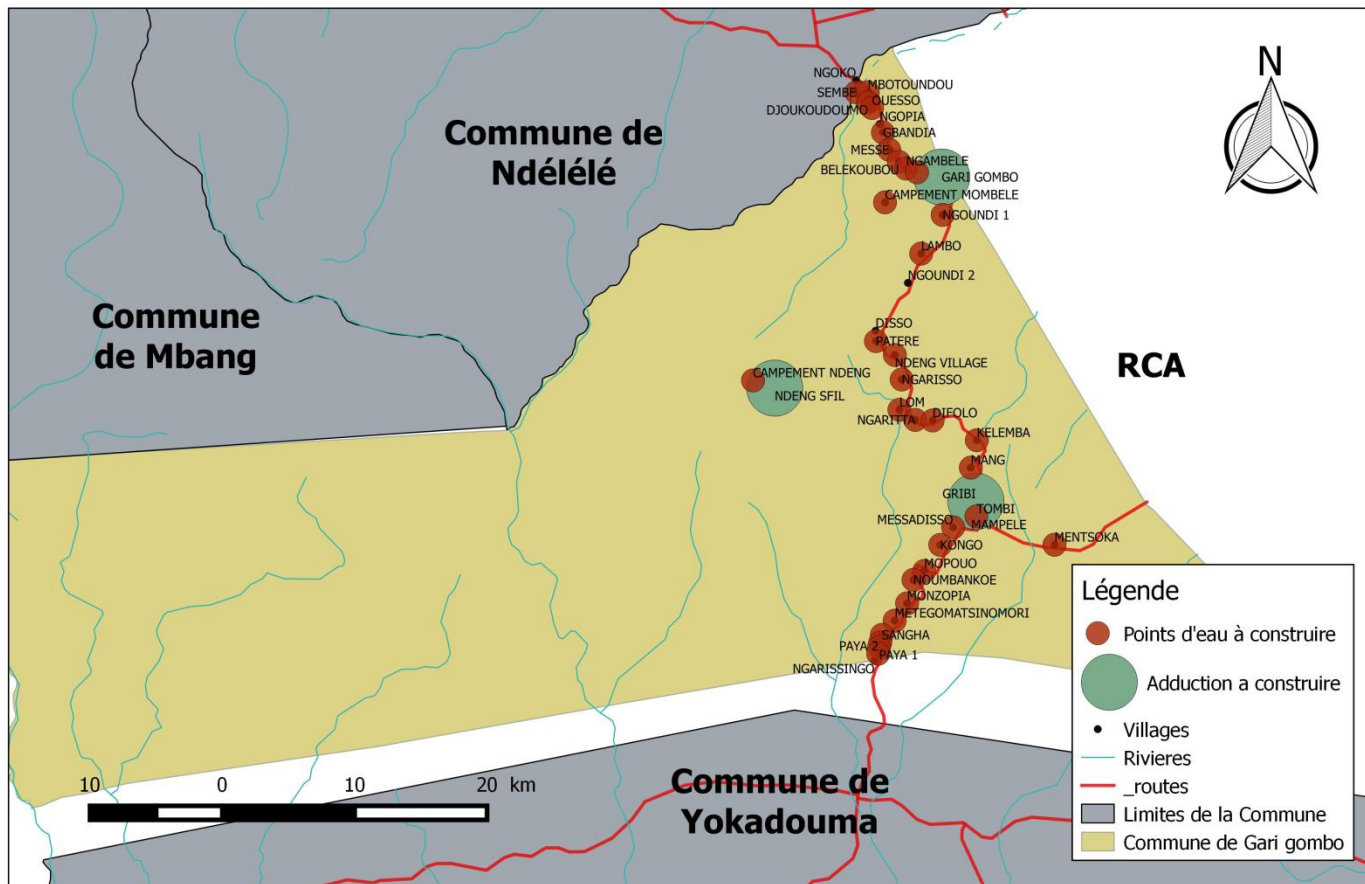 N
NGOKO
MBOTOUNDOU
SEMBE
OUESSO
DJOUKOUDOUMO
NGOPIA
GBANDIA
MESSE
NGAMBELE
BELEKOUBOU
GARI GOMBO
CAMPEMENT MOMBELE
NGOUNDI 1
LAMBO
NGOUNDI 2
DISSO
PATERE
NDENG VILLAGE
NGARISSO
CAMPEMENT NDENG
NDENG SFIL
LOM
NGARITTA
DIFOLO
KELEMBA
MANG
GRIBI
TOMBI
MESSADISSO
MAMPELE
KONGO
MENTSOKA
MOPOUO
NOUMBANKOE
MONZOPIA
METEGOMATSINOMORI
SANGHA
PAYA 2
PAYA 1
NGARISSINGO
Commune de
Ndélélé
Commune
de Mbang
RCA
Commune de
Yokadouma
10 0 10 20 km
Légende
Points d'eau à construire
Adduction a construire
Villages
Rivieres
_routes
Limites de la Commune
Commune de Gari gombo